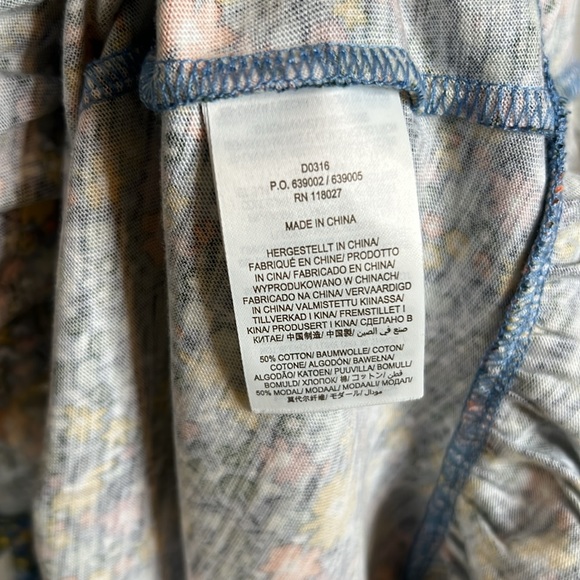 D0316
P.O. 639002 / 639005
RN 118027
MADE IN CHINA
HERGESTELLT IN CHINA/
FABRIQUÉ EN CHINE/ PRODOTTO
IN CINA/ FABRICADO EN CHINA/
WYPRODUKOWANO W CHINACH/
FABRICADO NA CHINA/ VERVAARDIGD
IN CHINA/ VALMISTETTU KIINASSA/
TILLVERKAD I KINA/ FREMSTILLET I
KINA/ PRODUSERT I KINA/ СДЕЛАНО В
КИТАЕ/ 中国制造/ 中国製/ صنع في الصين
50% COTTON/ BAUMWOLLE/ COTON/
COTONE/ ALGODÓN/ BAWEŁNA/
ALGODÃO/ KATOEN/ PUUVILLA/ BOMULL/
BOMULD/ ХЛОПОК/ 棉/ コットン/ قطن
50% MODAL/ MODAAL/ MODAALI/ МОДАЛ/
莫代尔纤维/ モダール/ مودال